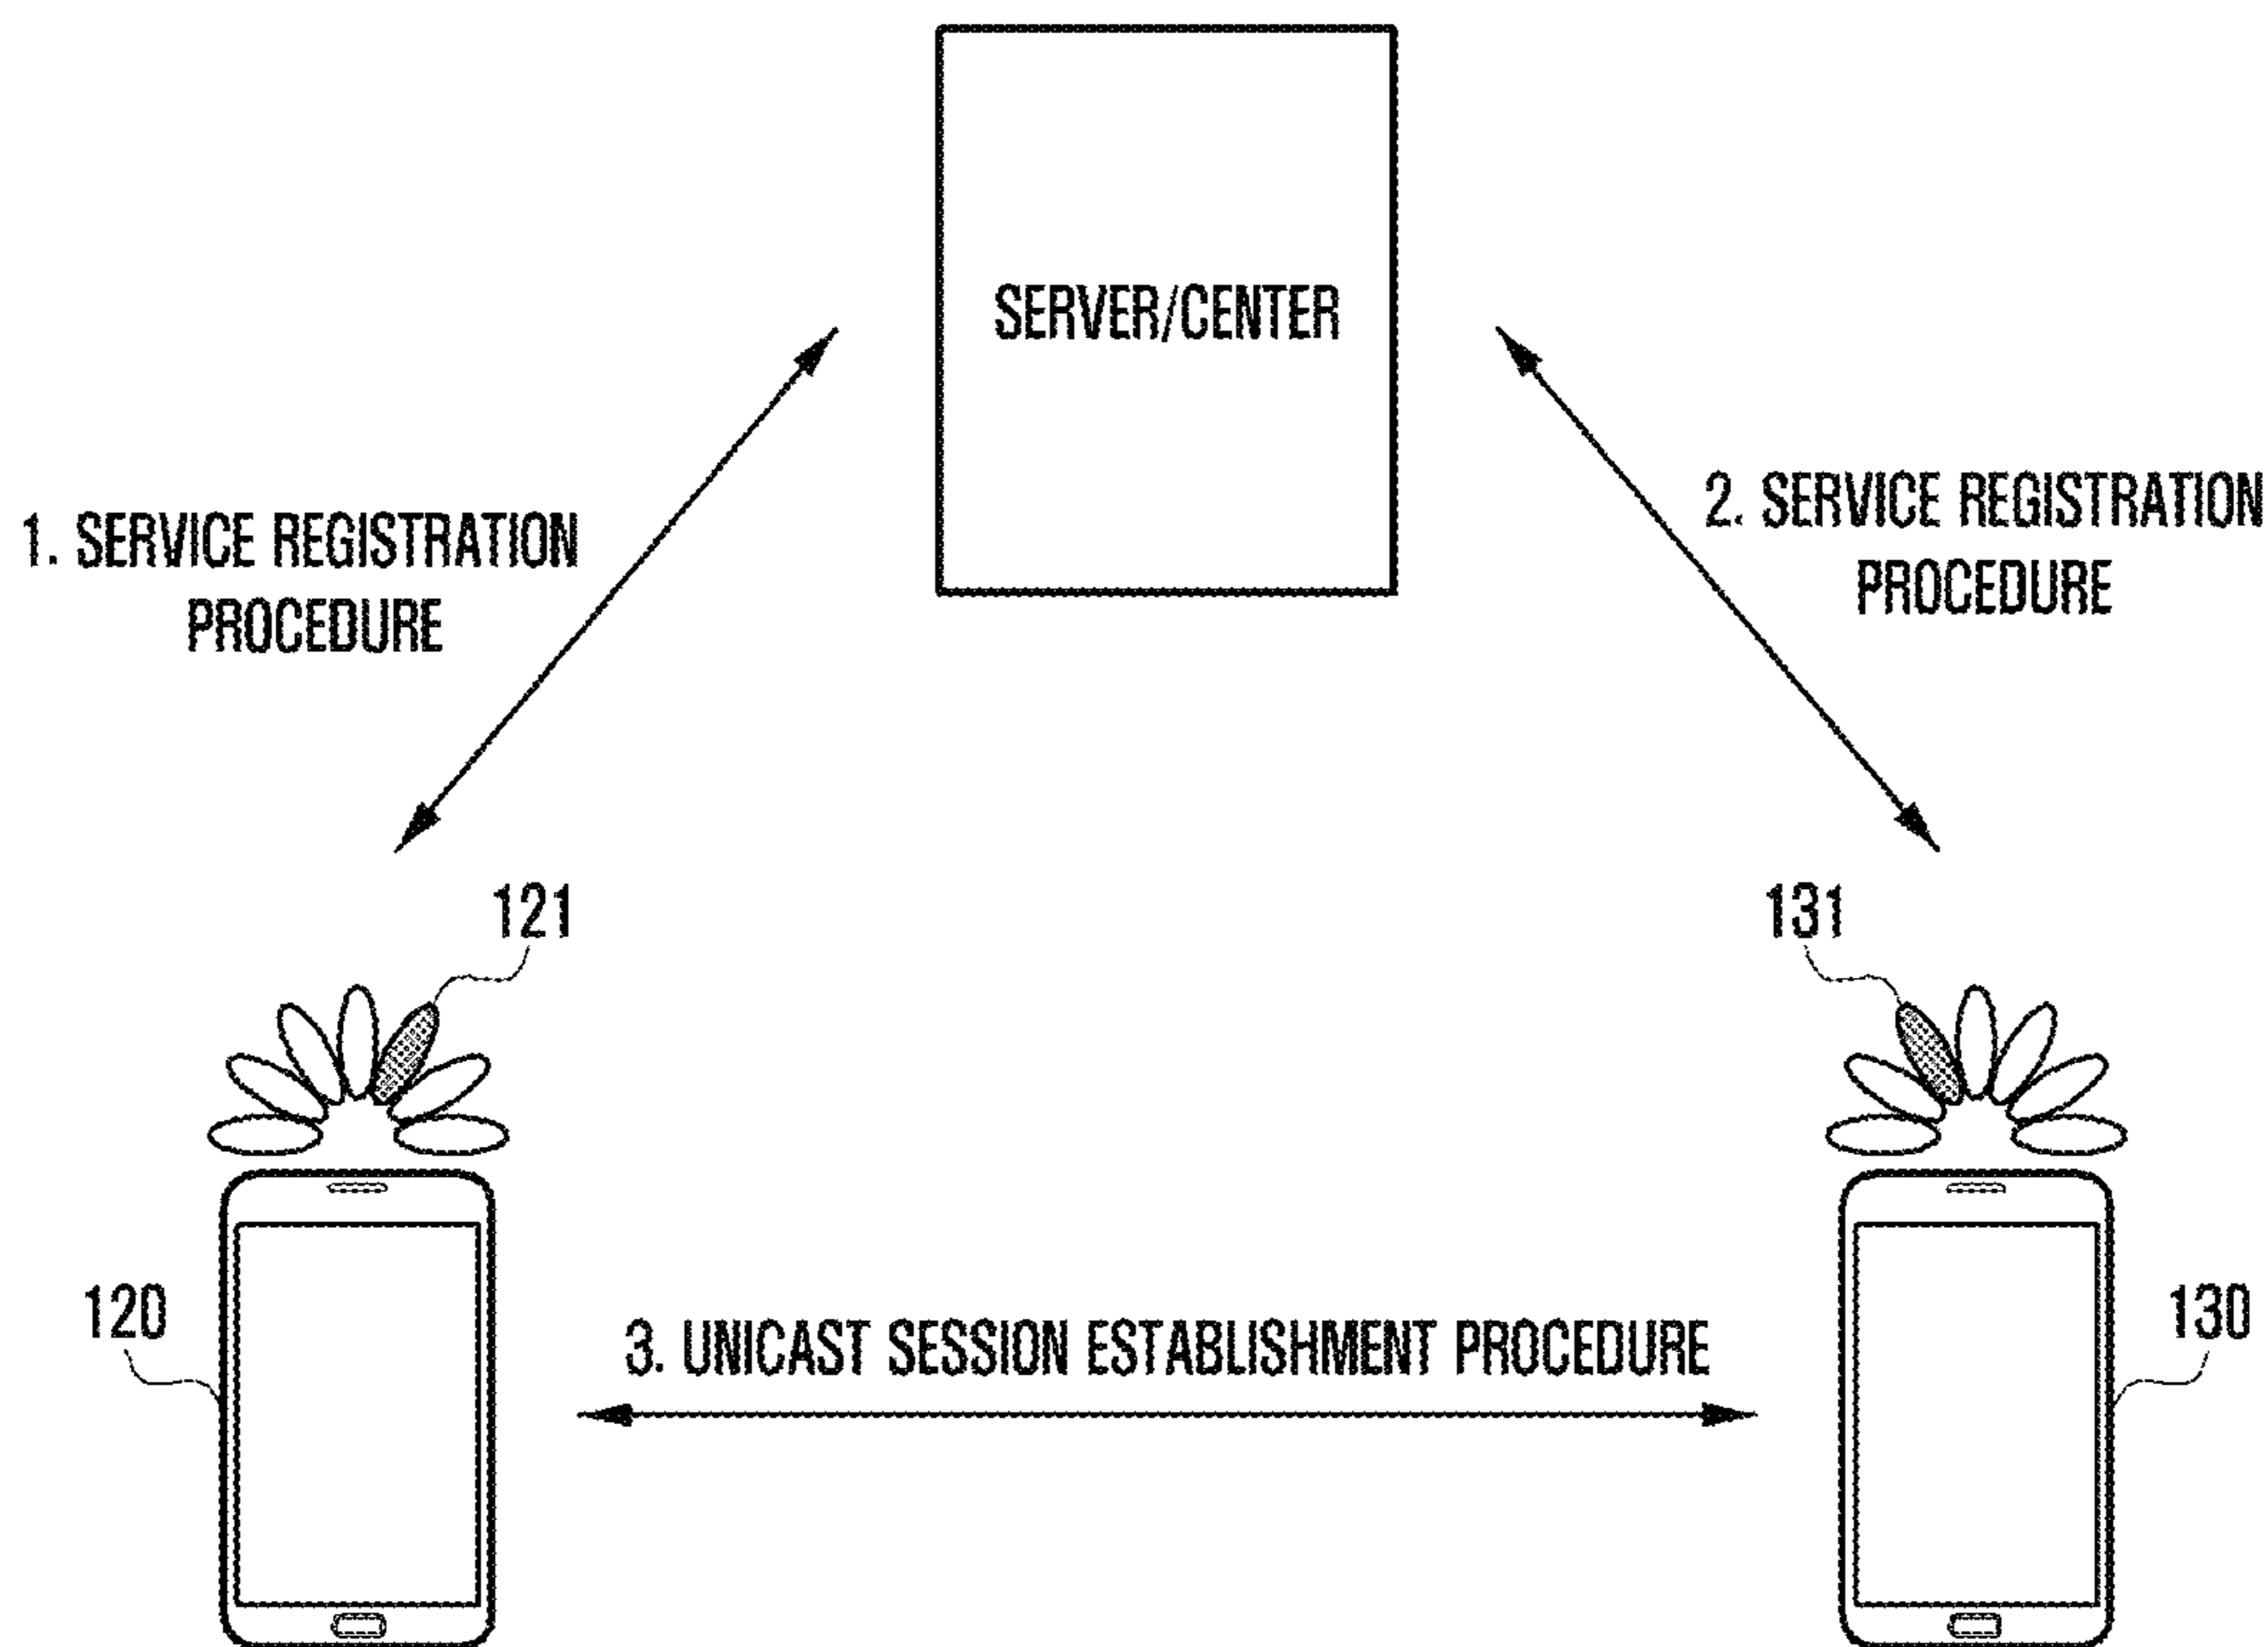 SERVER/CENTER
1. SERVICE REGISTRATION
PROCEDURE
2. SERVICE REGISTRATION
PROCEDURE
121
131
120
3. UNICAST SESSION ESTABLISHMENT PROCEDURE
130